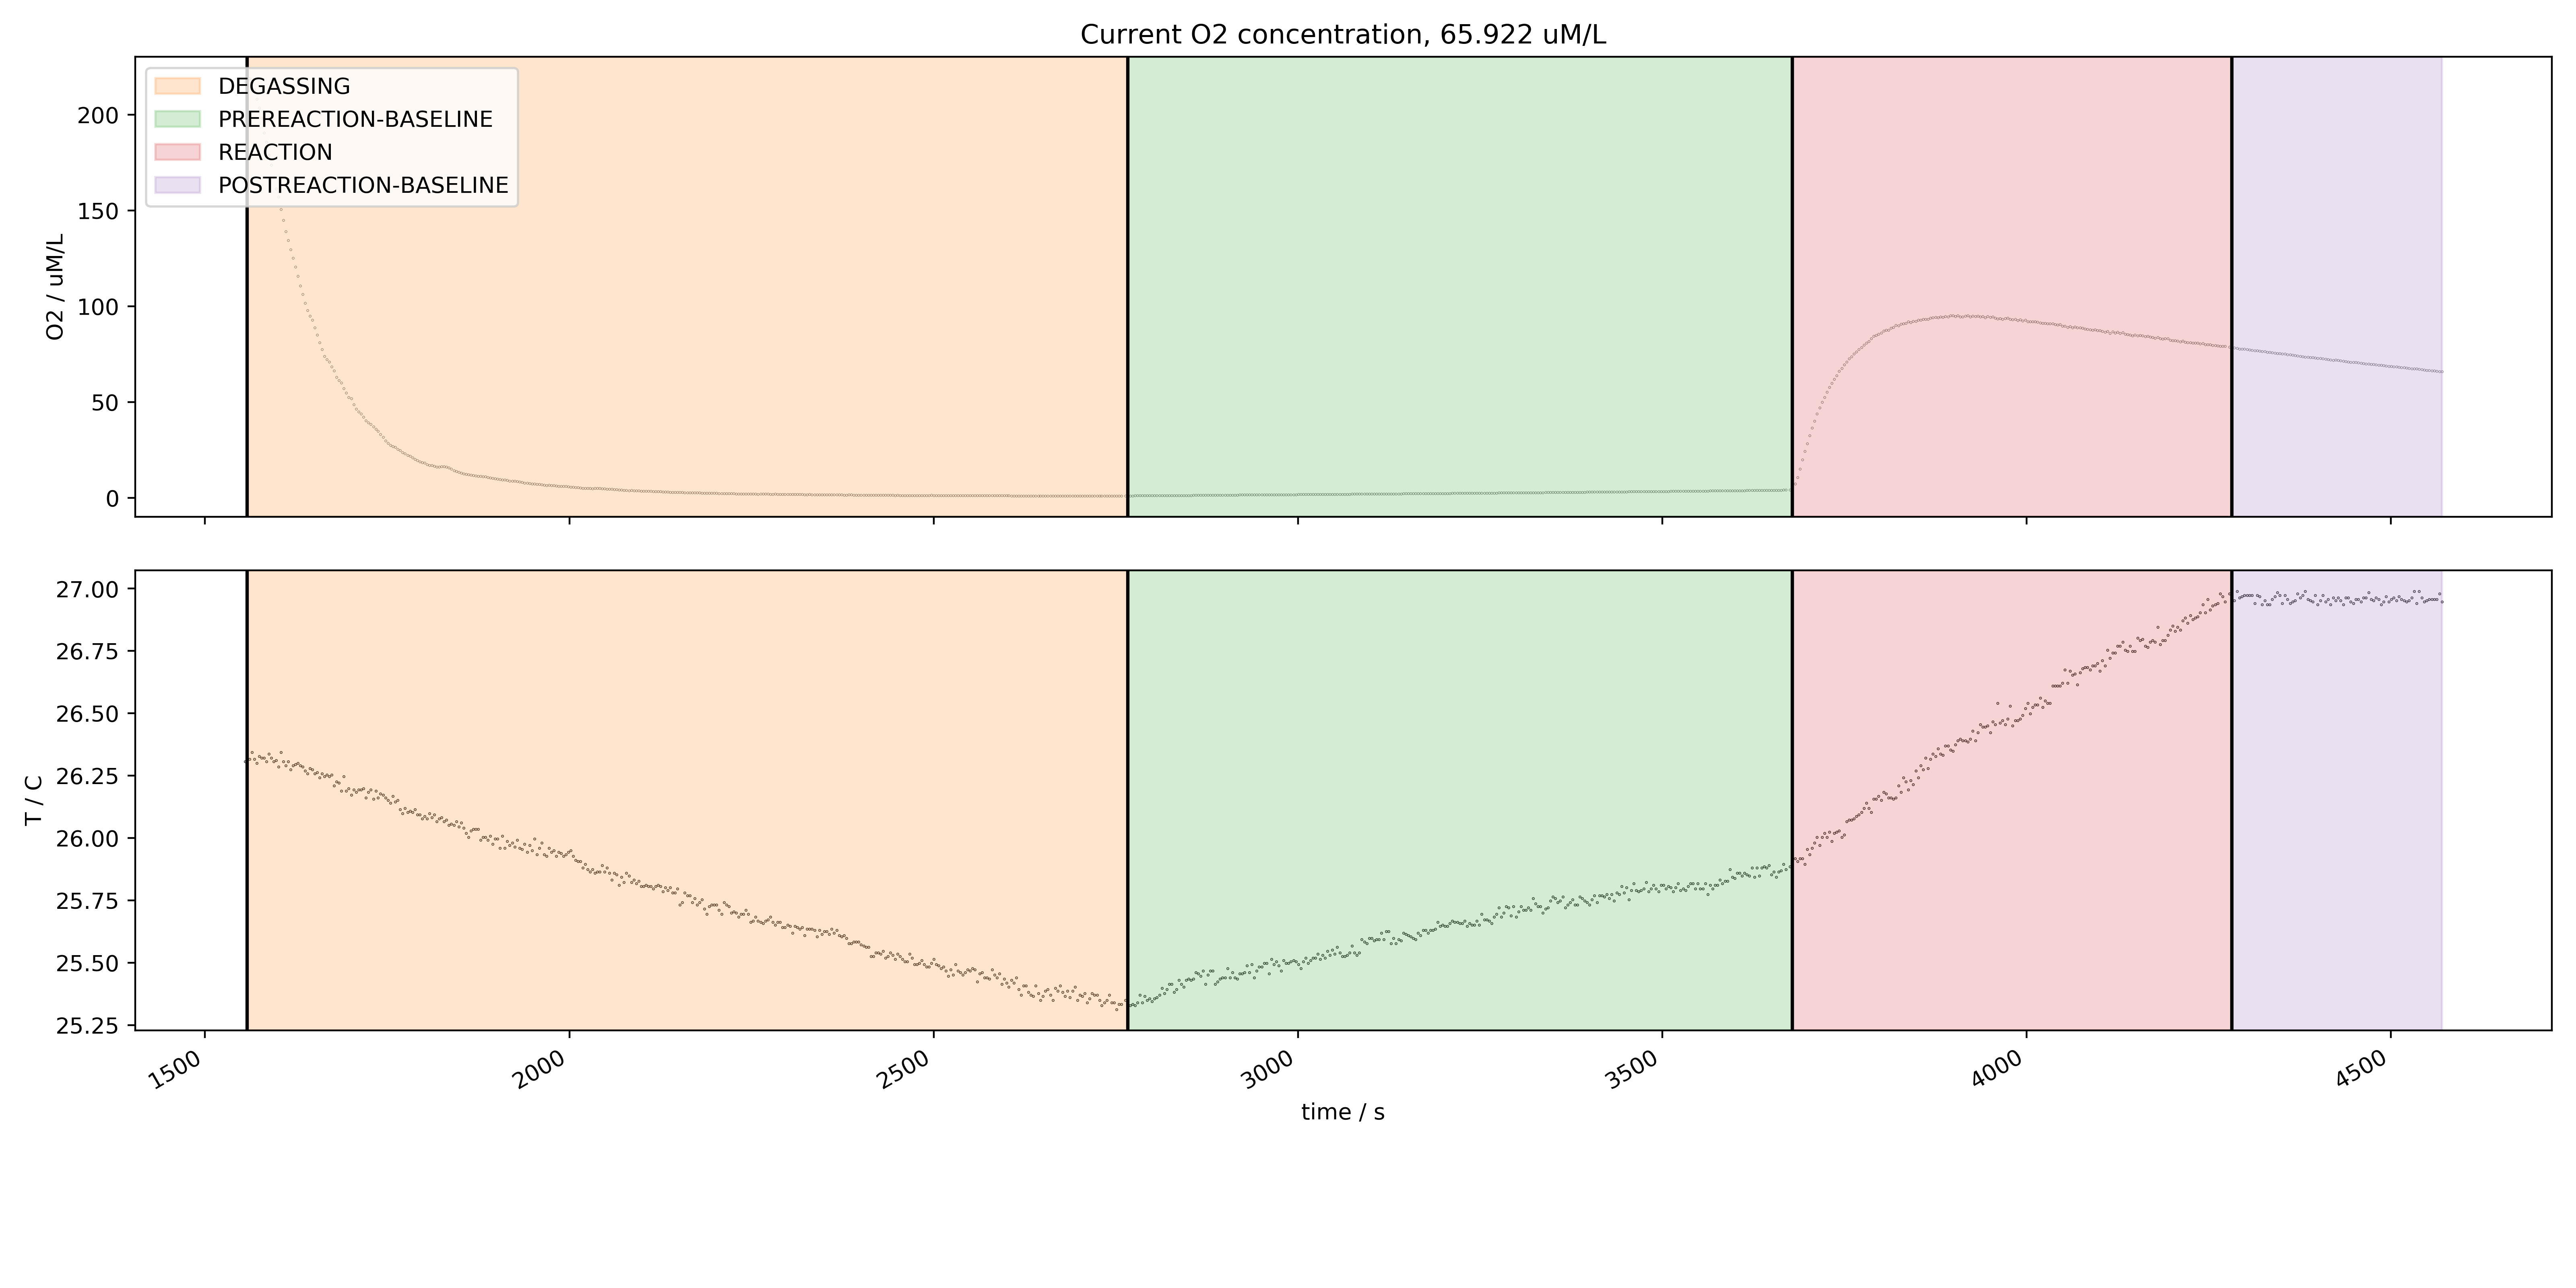 Current O2 concentration, 65.922 uM/L
DEGASSING
PREREACTION-BASELINE
REACTION
POSTREACTION-BASELINE
200
150
100
50
0
O2 / uM/L
27.00
26.75
26.50
26.25
26.00
25.75
25.50
25.25
T / C
1500
2000
2500
3000
3500
4000
4500
time / s